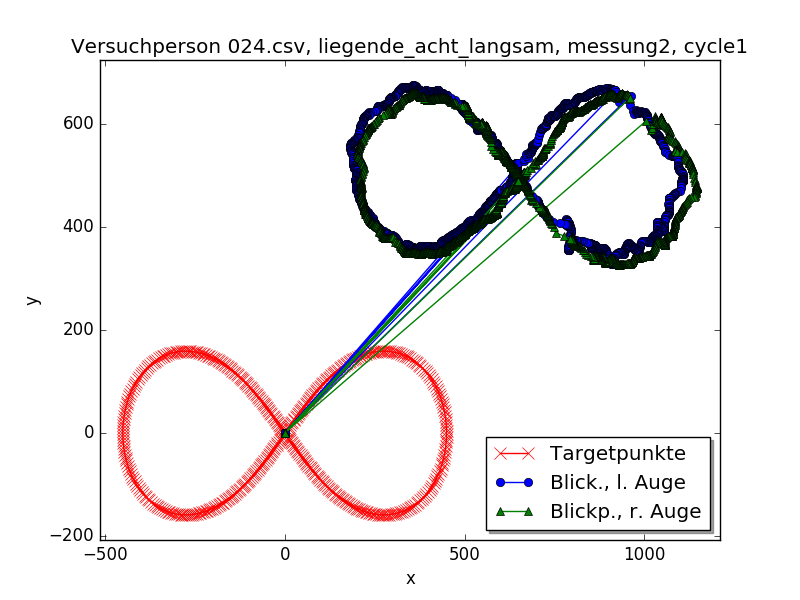 Versuchperson 024.csv, liegende_acht_langsam, messung2, cycle1
600
400
y
200
0
−200
−500
0
500
1000
x
Targetpunkte
Blick., l. Auge
Blickp., r. Auge